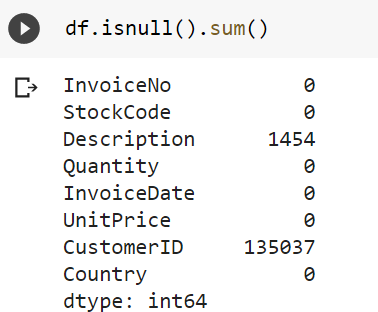 df.isnull().sum()
InvoiceNo 0
StockCode 0
Description 1454
Quantity 0
InvoiceDate 0
UnitPrice 0
CustomerID 135037
Country 0
dtype: int64